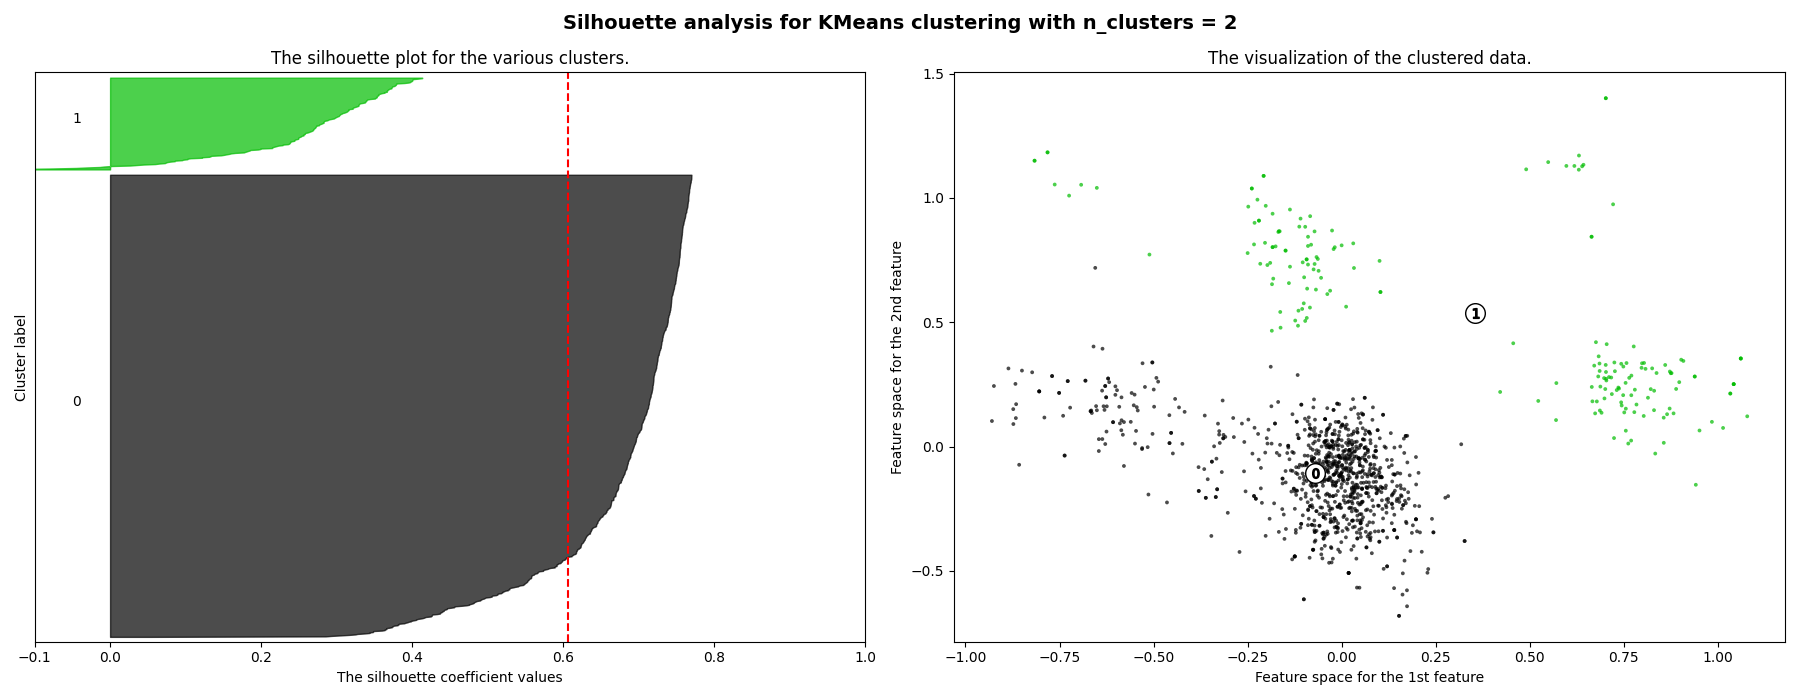 Silhouette analysis for KMeans clustering with n_clusters = 2
The silhouette plot for the various clusters.
Cluster label
1
0
−0.1 0.0 0.2 0.4 0.6 0.8 1.0
The silhouette coefficient values
The visualization of the clustered data.
Feature space for the 2nd feature
1.5
1.0
0.5
0.0
−0.5
1
0
−1.00 −0.75 −0.50 −0.25 0.00 0.25 0.50 0.75 1.00
Feature space for the 1st feature